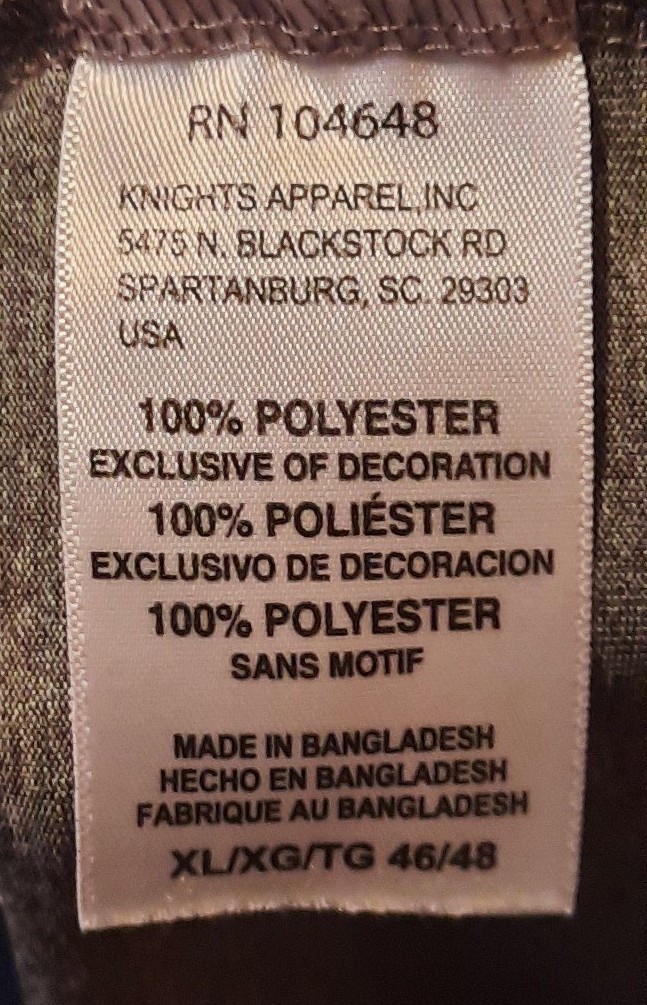 RN 104648
KNIGHTS APPAREL,INC
5475 N. BLACKSTOCK RD
SPARTANBURG, SC. 29303
USA
100% POLYESTER
EXCLUSIVE OF DECORATION
100% POLIÉSTER
EXCLUSIVO DE DECORACION
100% POLYESTER
SANS MOTIF
MADE IN BANGLADESH
HECHO EN BANGLADESH
FABRIQUE AU BANGLADESH
XL/XG/TG 46/48